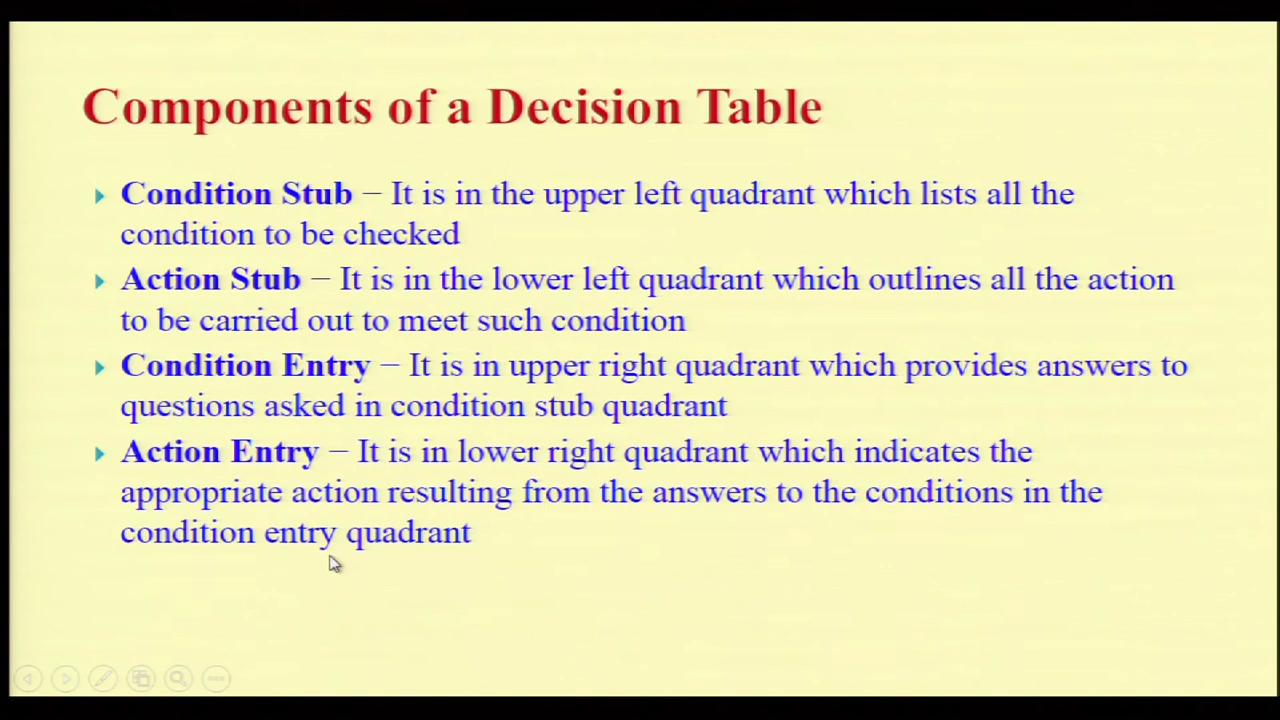 Components of a Decision Table
Condition Stub − It is in the upper left quadrant which lists all the
condition to be checked
Action Stub − It is in the lower left quadrant which outlines all the action
to be carried out to meet such condition
Condition Entry − It is in upper right quadrant which provides answers to
questions asked in condition stub quadrant
Action Entry − It is in lower right quadrant which indicates the
appropriate action resulting from the answers to the conditions in the
condition entry quadrant